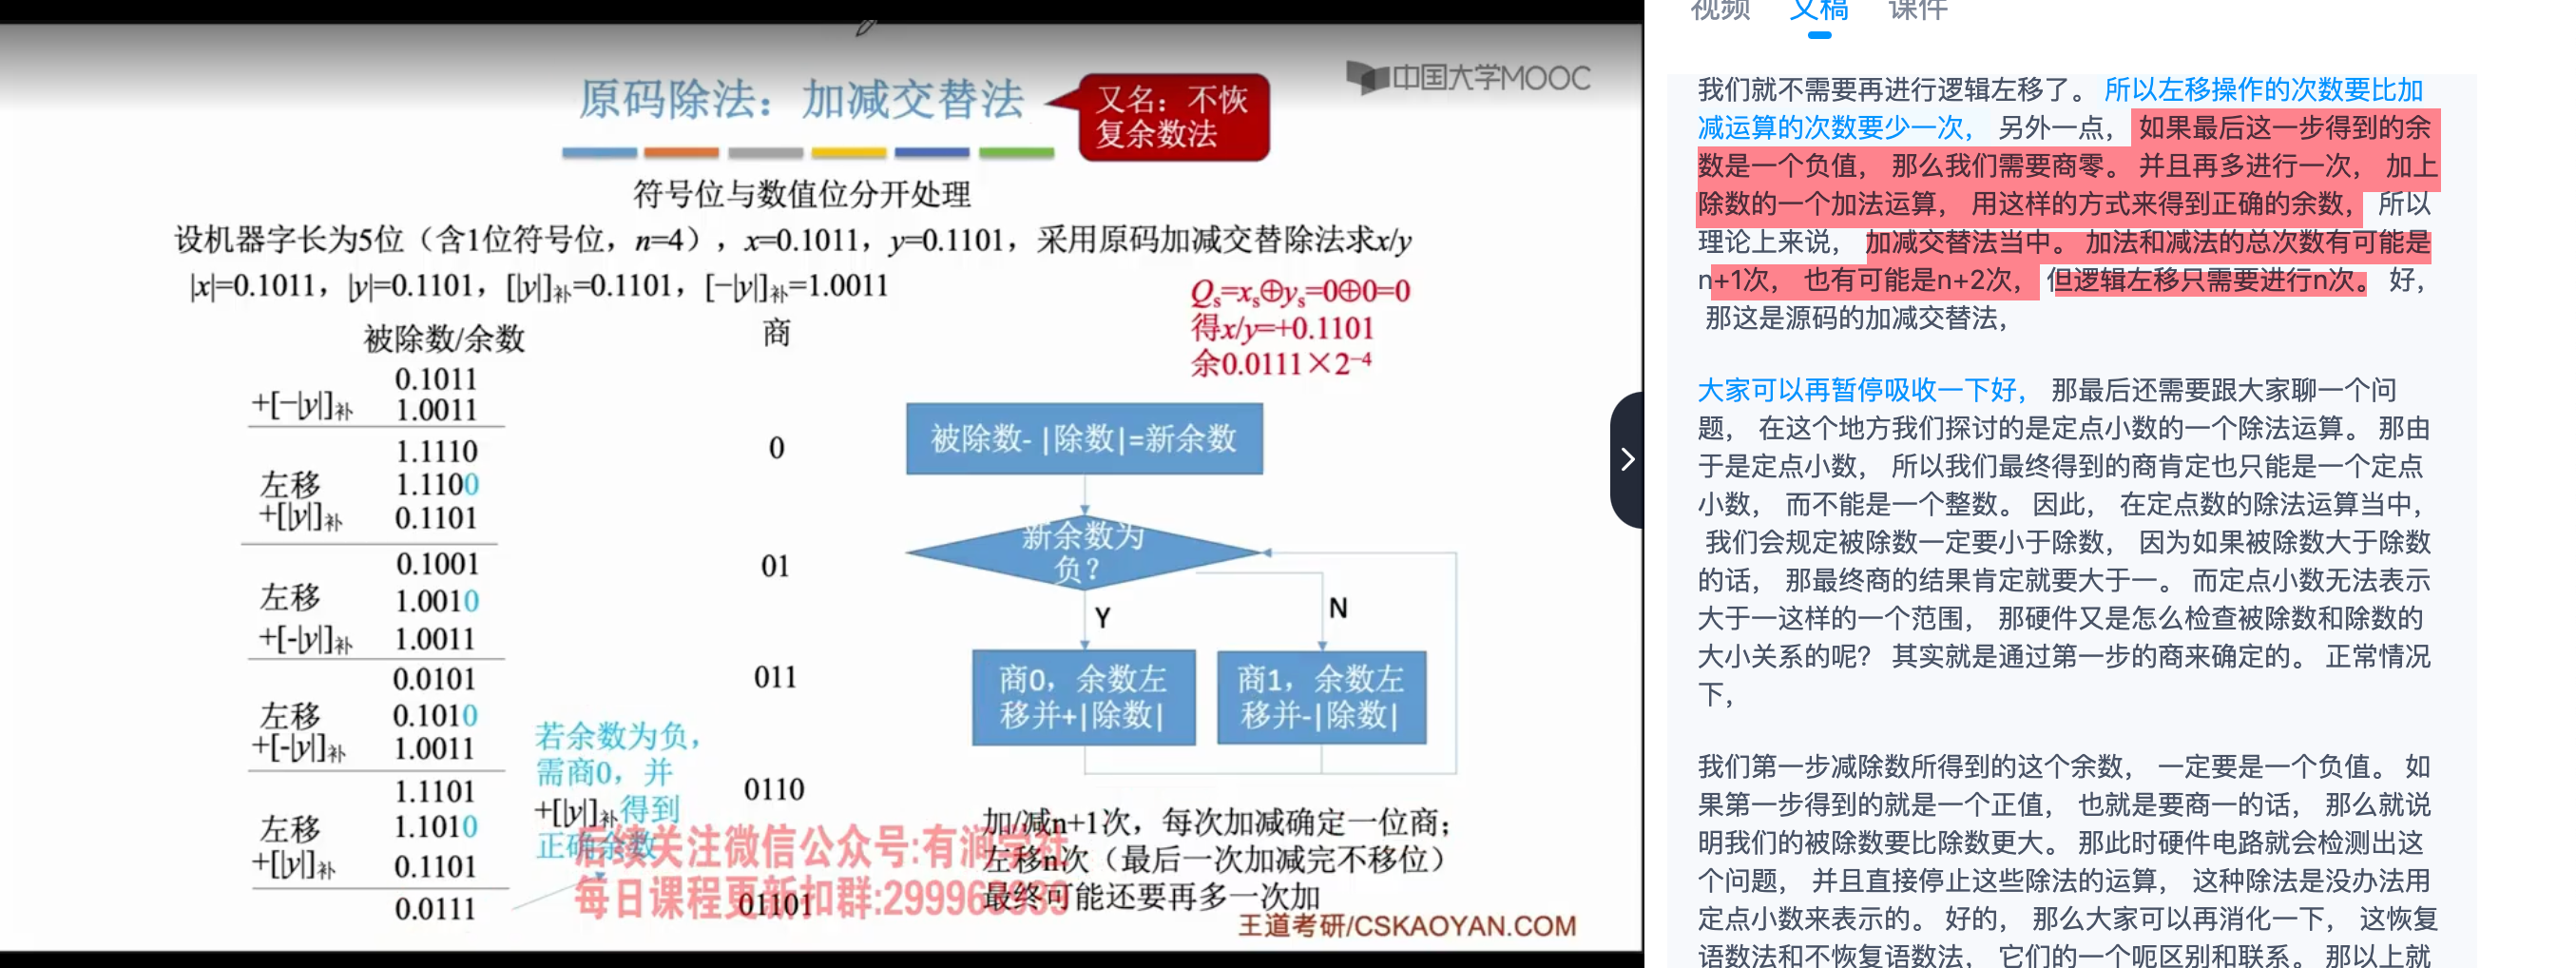 中国大学MOOC
原码除法：加减交替法
又名：不恢
复余数法
符号位与数值位分开处理
设机器字长为5位（含1位符号位，n=4），x=0.1011，y=0.1101，采用原码加减交替除法求x/y
|x|=0.1011，|y|=0.1101，[|y|]补=0.1101，[−|y|]补=1.0011
Qs=xs⊕ys=0⊕0=0
得x/y=+0.1101
余0.0111×2⁻⁴
被除数/余数 商
0.1011
+[−|y|]补 1.0011
1.1110 0
左移 1.1100
+[|y|]补 0.1101
0.1001 01
左移 1.0010
+[-|y|]补 1.0011
0.0101 011
左移 0.1010
+[-|y|]补 1.0011
1.1101 0110
左移 1.1010
+[|y|]补 0.1101
0.0111 01101
若余数为负，
需商0，并
+[|y|]补得到
正确余数
被除数- |除数|=新余数
新余数为
负？
Y
N
商0，余数左
移并+|除数|
商1，余数左
移并-|除数|
加/减n+1次，每次加减确定一位商；
左移n次（最后一次加减完不移位）
最终可能还要再多一次加
后续关注微信公众号:有润学社
每日课程更新扣群:29996
王道考研/CSKAOYAN.COM
视频 文稿 课件
我们就不需要再进行逻辑左移了。 所以左移操作的次数要比加
减运算的次数要少一次， 另外一点， 如果最后这一步得到的余
数是一个负值， 那么我们需要商零。 并且再多进行一次， 加上
除数的一个加法运算， 用这样的方式来得到正确的余数， 所以
理论上来说， 加减交替法当中。 加法和减法的总次数有可能是
n+1次， 也有可能是n+2次， 但逻辑左移只需要进行n次。 好，
那这是源码的加减交替法，
大家可以再暂停吸收一下好， 那最后还需要跟大家聊一个问
题， 在这个地方我们探讨的是定点小数的一个除法运算。 那由
于是定点小数， 所以我们最终得到的商肯定也只能是一个定点
小数， 而不能是一个整数。 因此， 在定点数的除法运算当中，
我们会规定被除数一定要小于除数， 因为如果被除数大于除数
的话， 那最终商的结果肯定就要大于一。 而定点小数无法表示
大于一这样的一个范围， 那硬件又是怎么检查被除数和除数的
大小关系的呢？ 其实就是通过第一步的商来确定的。 正常情况
下，
我们第一步减除数所得到的这个余数， 一定要是一个负值。 如
果第一步得到的就是一个正值， 也就是要商一的话， 那么就说
明我们的被除数要比除数更大。 那此时硬件电路就会检测出这
个问题， 并且直接停止这些除法的运算， 这种除法是没办法用
定点小数来表示的。 好的， 那么大家可以再消化一下， 这恢复
语数法和不恢复语数法， 它们的一个呃区别和联系。 那以上就